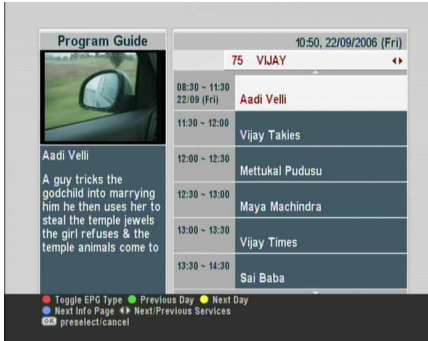 Program Guide
10:50, 22/09/2006 (Fri)
75 VIJAY
08:30 ~ 11:30
22/09 (Fri)
Aadi Velli
11:30 ~ 12:00
Vijay Takies
12:00 ~ 12:30
Mettukal Pudusu
12:30 ~ 13:00
Maya Machindra
13:00 ~ 13:30
Vijay Times
13:30 ~ 14:30
Sai Baba
Aadi Velli
A guy tricks the
godchild into marrying
him he then uses her to
steal the temple jewels
the girl refuses & the
temple animals come to
Toggle EPG Type Previous Day Next Day
Next Info Page Next/Previous Services
OK preselect/cancel